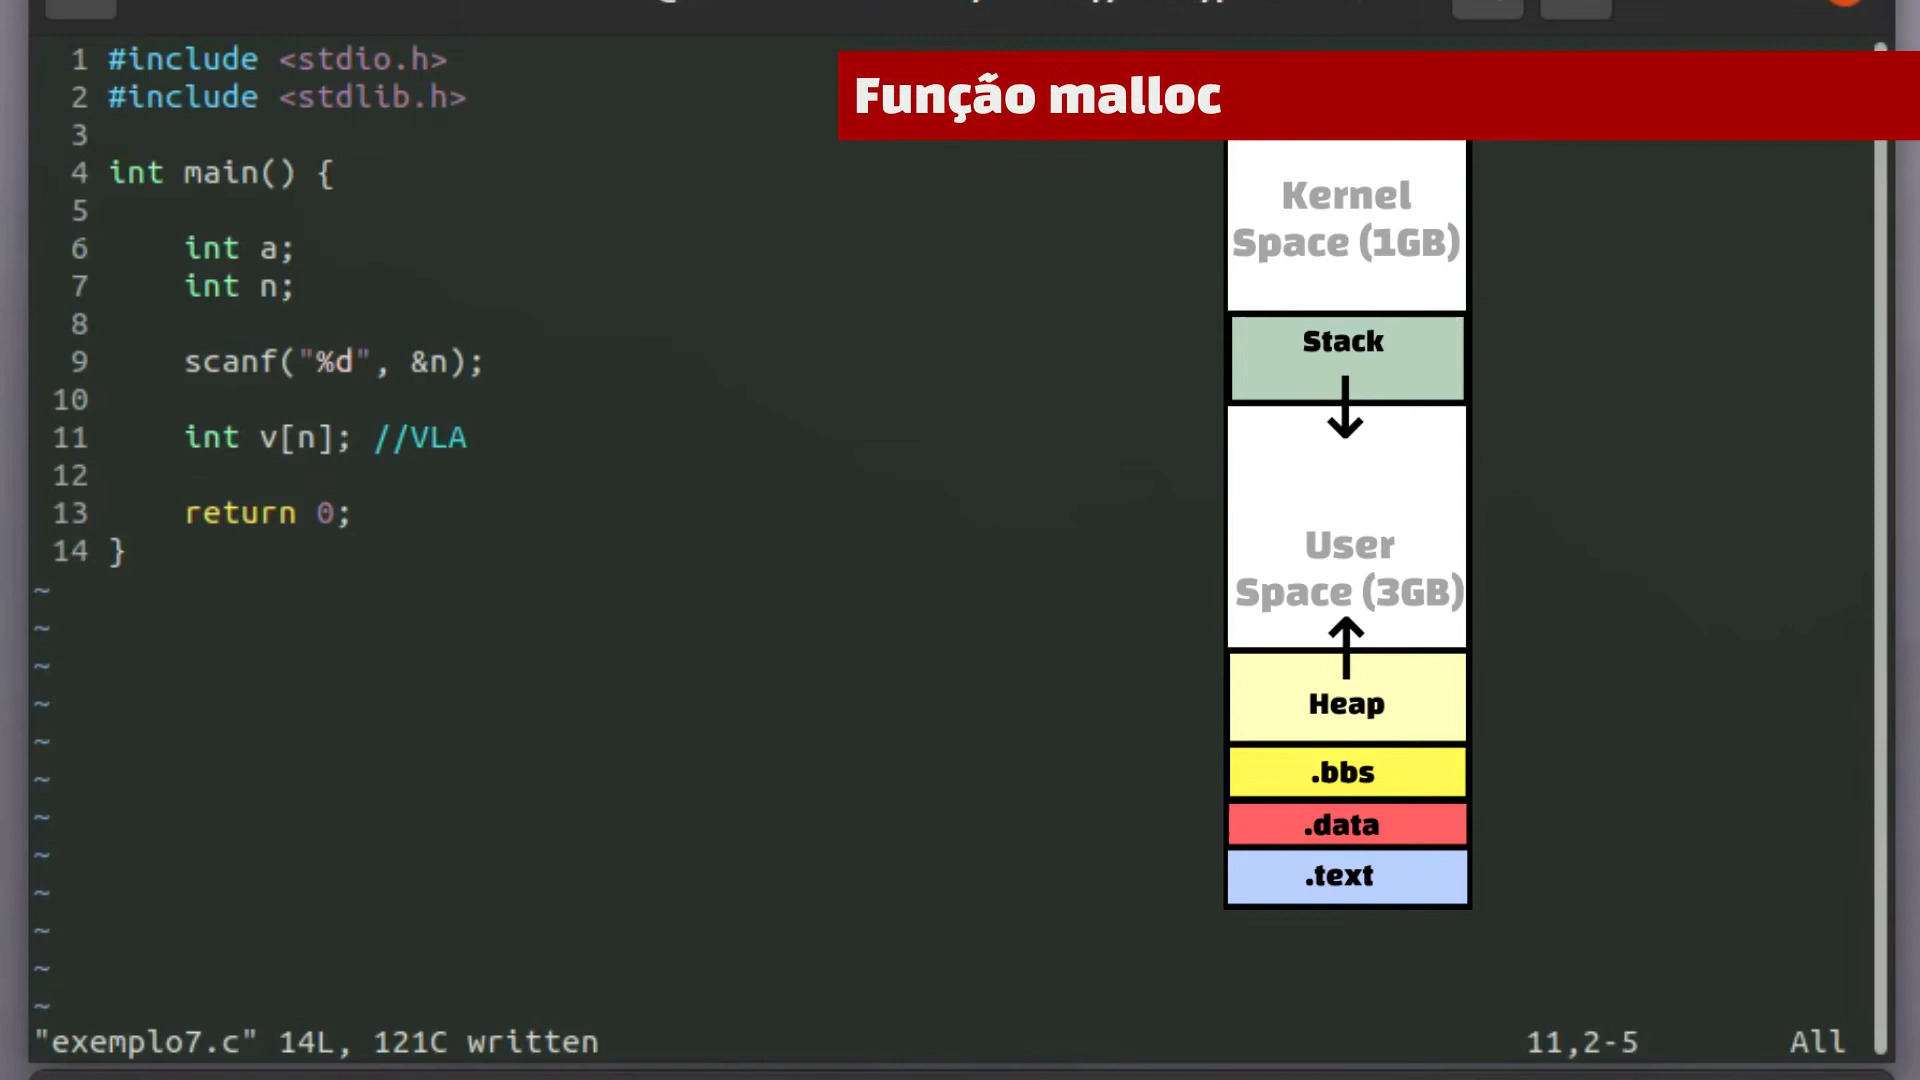 1 #include <stdio.h>
2 #include <stdlib.h>
3
4 int main() {
5
6 int a;
7 int n;
8
9 scanf("%d", &n);
10
11 int v[n]; //VLA
12
13 return 0;
14 }
~
~
~
~
~
~
~
~
~
~
~
~
"exemplo7.c" 14L, 121C written 11,2-5 All
Função malloc
Kernel
Space (1GB)
Stack
User
Space (3GB)
Heap
.bbs
.data
.text